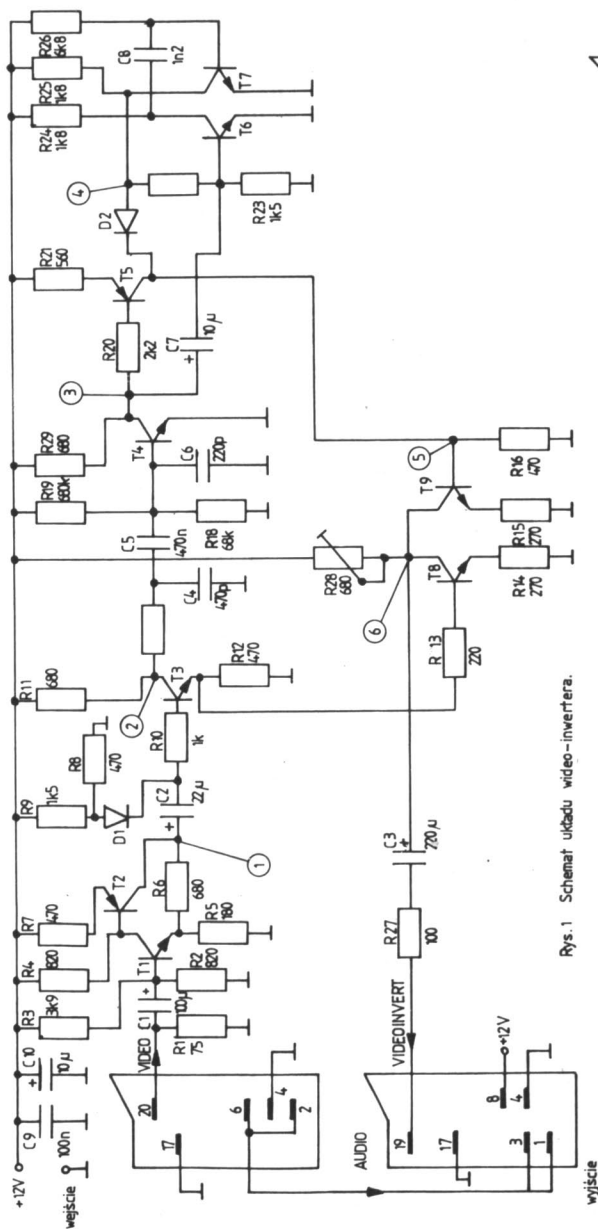 +12V
C9
100n
C10
10µ
R3
3k9
R4
820
R7
470
R9
1k5
R8
470
R11
680
R19
680k
R29
680
R21
560
R24
1k8
R25
1k8
R26
6k8
wejście
VIDEO
20
17
6
4
2
R1
75
C1
100µ
R2
820
T1
T2
R5
180
R6
680
1
D1
C2
22µ
+
R10
1k
2
T3
R12
470
C4
470p
C5
470n
R18
68k
T4
C6
220p
3
R20
2k2
C7
10µ
+
T5
D2
4
R23
1k5
T6
C8
1n2
T7
AUDIO
VIDEOINVERT
19
17
8
+12V
4
3
1
wyjście
R27
100
C3
220µ
+
R28
680
6
R13
220
T8
T9
R14
270
R15
270
5
R16
470
Rys.1 Schemat układu wideo-inwertera.